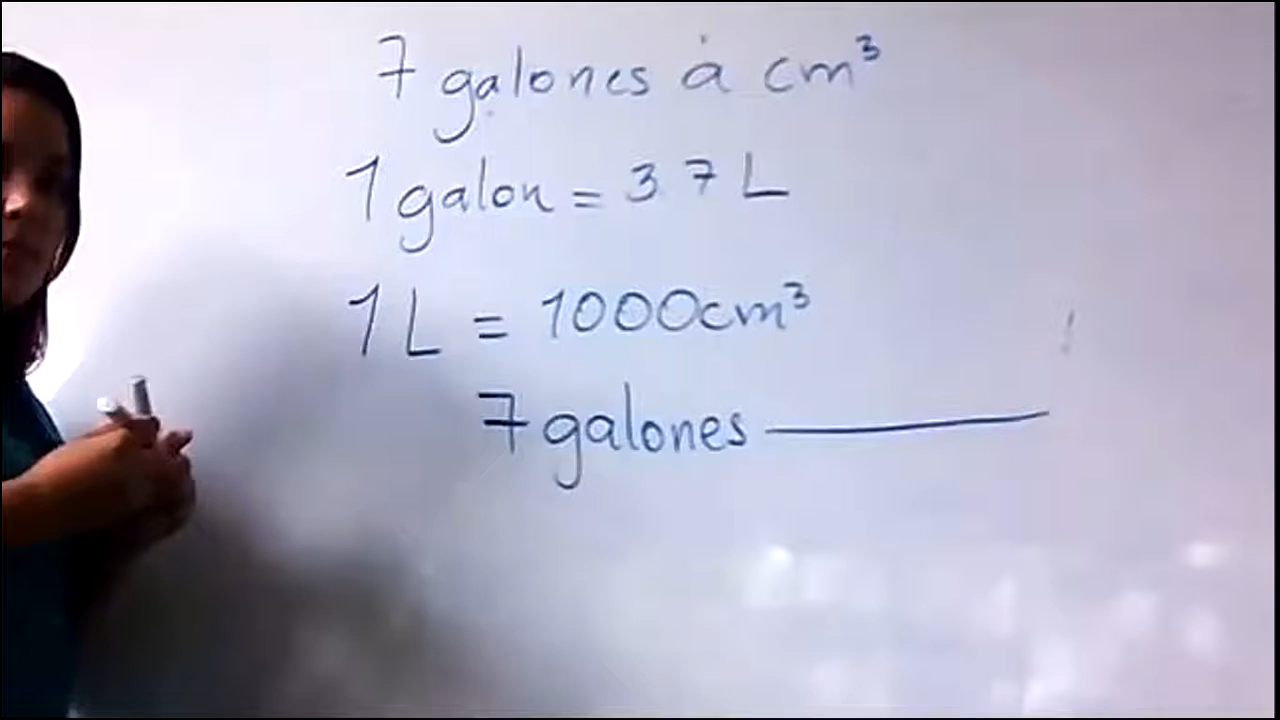 7 galones a cm³
1 galon = 3.7 L
1 L = 1000cm³
7 galones